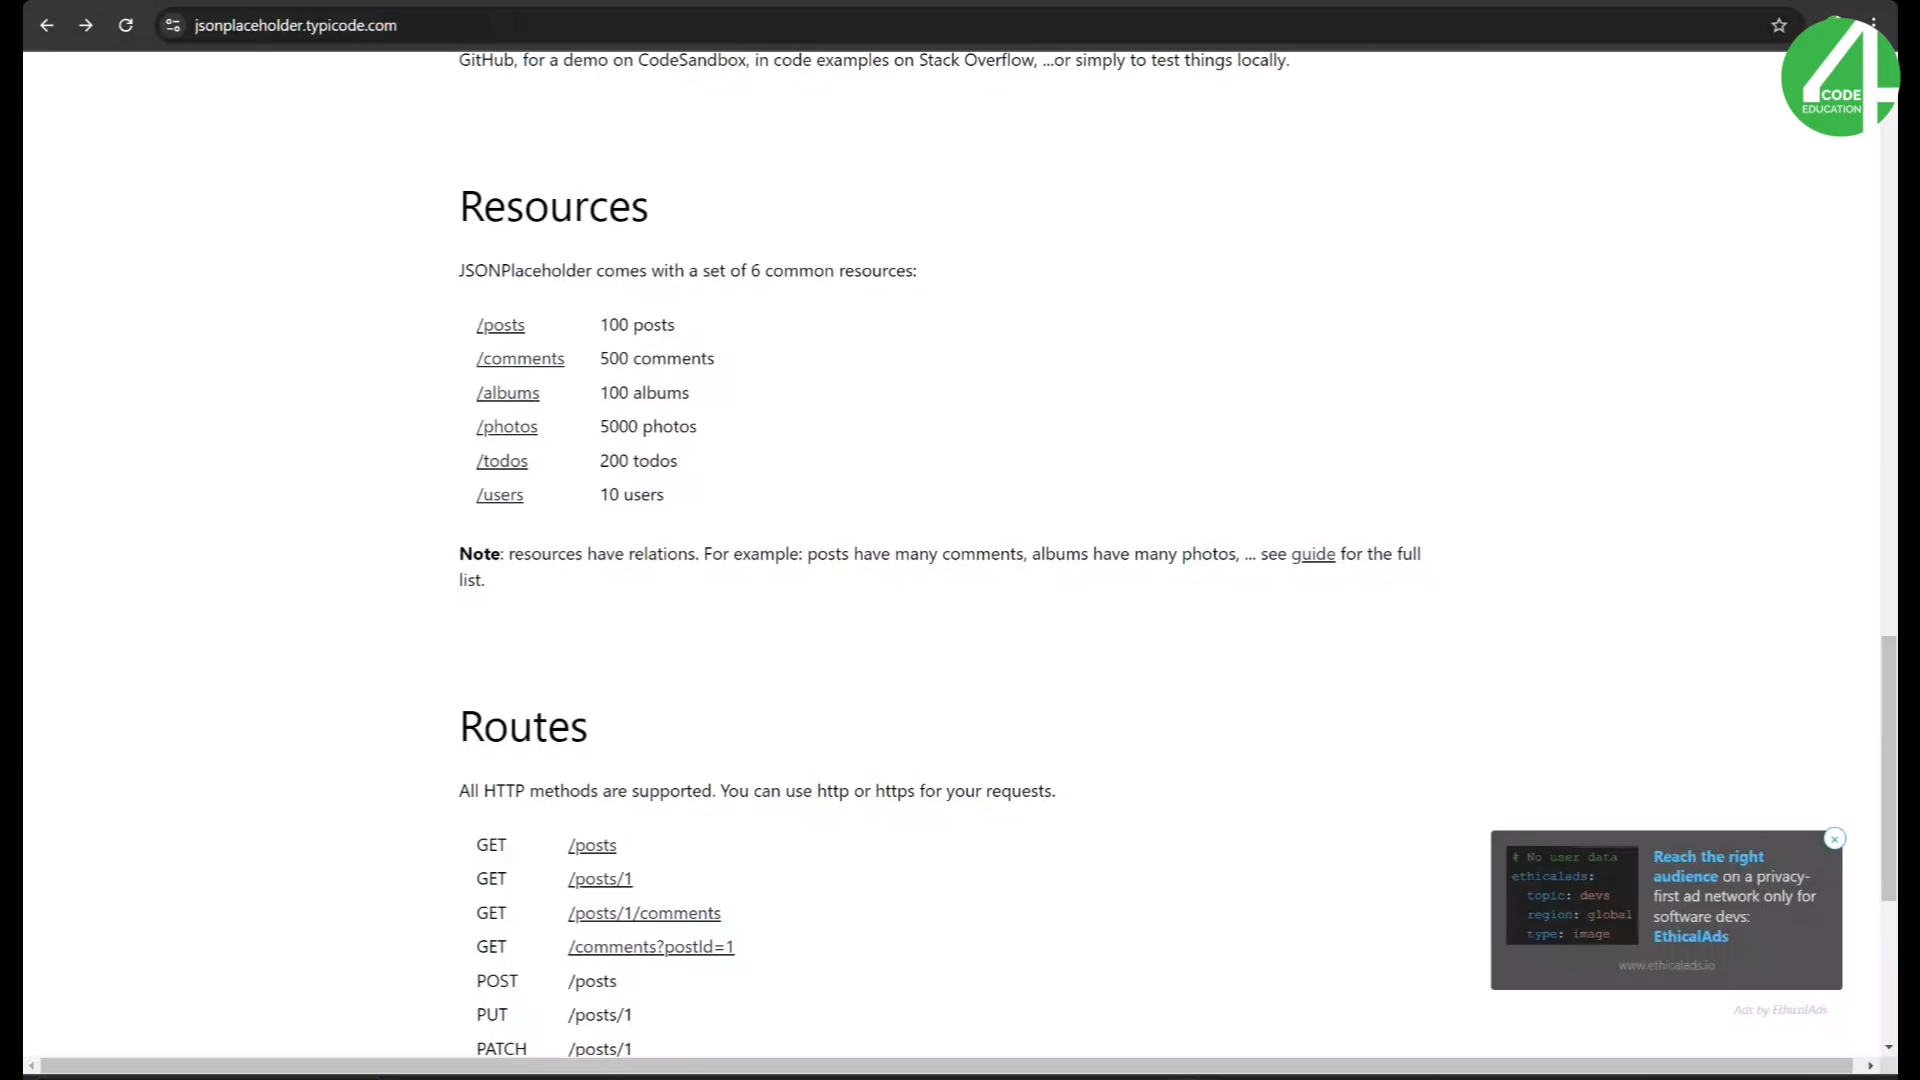 jsonplaceholder.typicode.com
GitHub, for a demo on CodeSandbox, in code examples on Stack Overflow, ...or simply to test things locally.
4
CODE
EDUCATION
Resources
JSONPlaceholder comes with a set of 6 common resources:
/posts 100 posts
/comments 500 comments
/albums 100 albums
/photos 5000 photos
/todos 200 todos
/users 10 users
Note: resources have relations. For example: posts have many comments, albums have many photos, ... see guide for the full
list.
Routes
All HTTP methods are supported. You can use http or https for your requests.
GET /posts
GET /posts/1
GET /posts/1/comments
GET /comments?postId=1
POST /posts
PUT /posts/1
PATCH /posts/1
# No user data
ethicalads:
topic: devs
region: global
type: image
Reach the right
audience on a privacy-
first ad network only for
software devs:
EthicalAds
www.ethicalads.io
Ads by EthicalAds